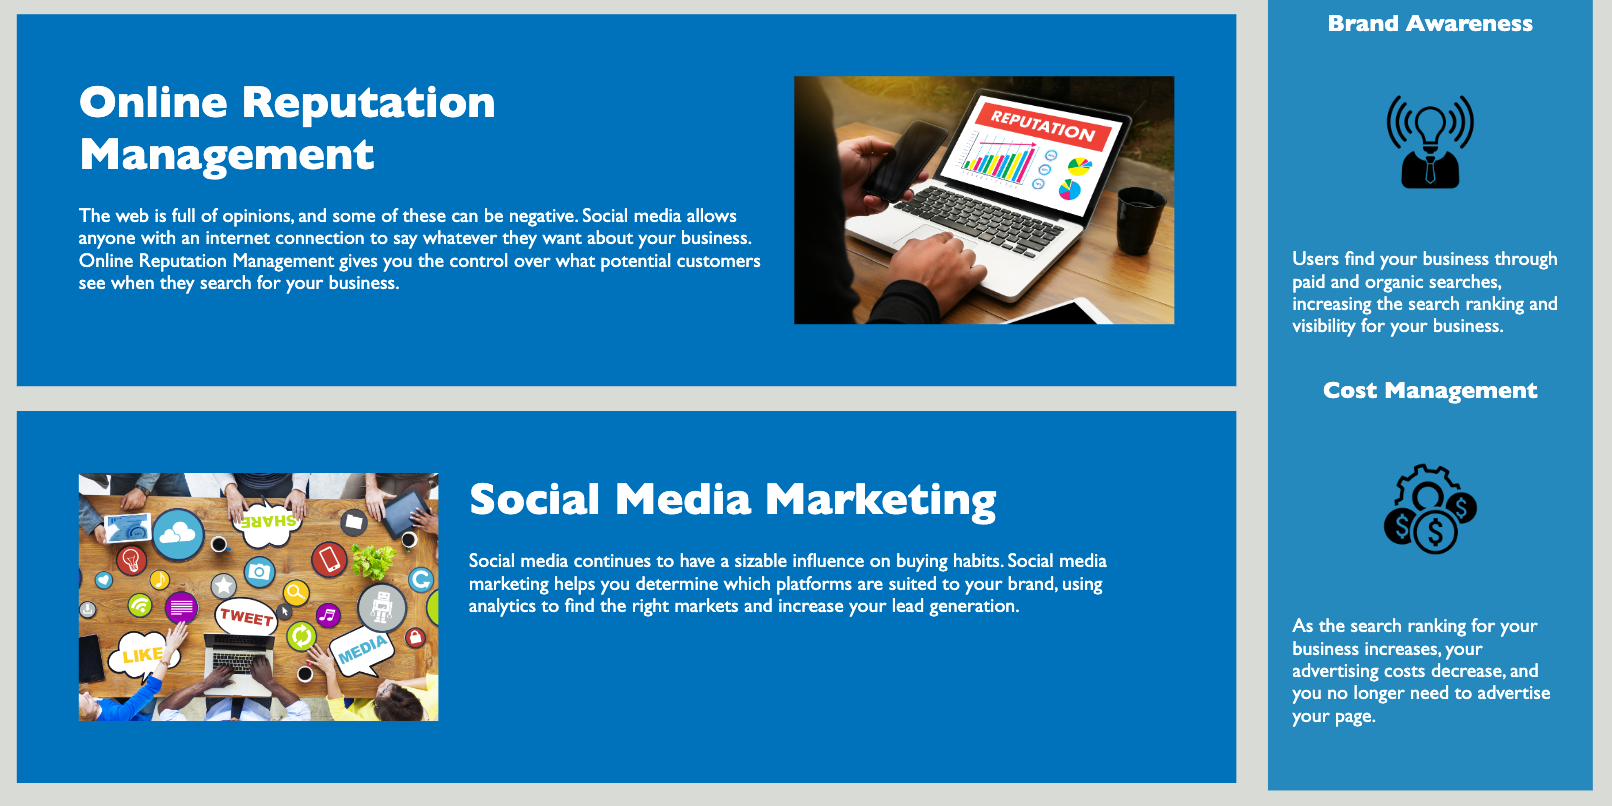 Online Reputation
Management
The web is full of opinions, and some of these can be negative. Social media allows
anyone with an internet connection to say whatever they want about your business.
Online Reputation Management gives you the control over what potential customers
see when they search for your business.
REPUTATION
SHARE
TWEET
LIKE
MEDIA
Social Media Marketing
Social media continues to have a sizable influence on buying habits. Social media
marketing helps you determine which platforms are suited to your brand, using
analytics to find the right markets and increase your lead generation.
Brand Awareness
Users find your business through
paid and organic searches,
increasing the search ranking and
visibility for your business.
Cost Management
$ $ $
As the search ranking for your
business increases, your
advertising costs decrease, and
you no longer need to advertise
your page.